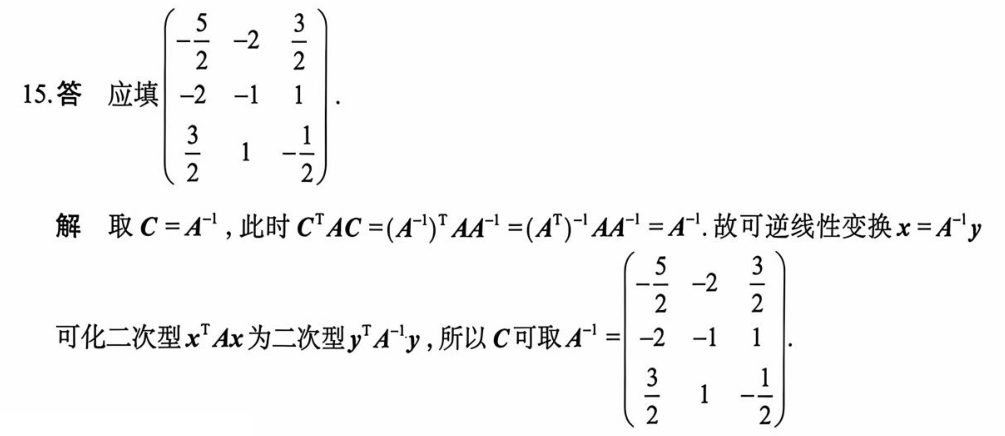 15.答 应填 $\begin{pmatrix} -\frac{5}{2} & -2 & \frac{3}{2} \\ -2 & -1 & 1 \\ \frac{3}{2} & 1 & -\frac{1}{2} \end{pmatrix}$.
解 取 $C=A^{-1}$,此时 $C^{T}AC=(A^{-1})^{T}AA^{-1}=(A^{T})^{-1}AA^{-1}=A^{-1}$.故可逆线性变换 $x=A^{-1}y$
可化二次型 $x^{T}Ax$ 为二次型 $y^{T}A^{-1}y$,所以 $C$ 可取 $A^{-1}=\begin{pmatrix} -\frac{5}{2} & -2 & \frac{3}{2} \\ -2 & -1 & 1 \\ \frac{3}{2} & 1 & -\frac{1}{2} \end{pmatrix}$.